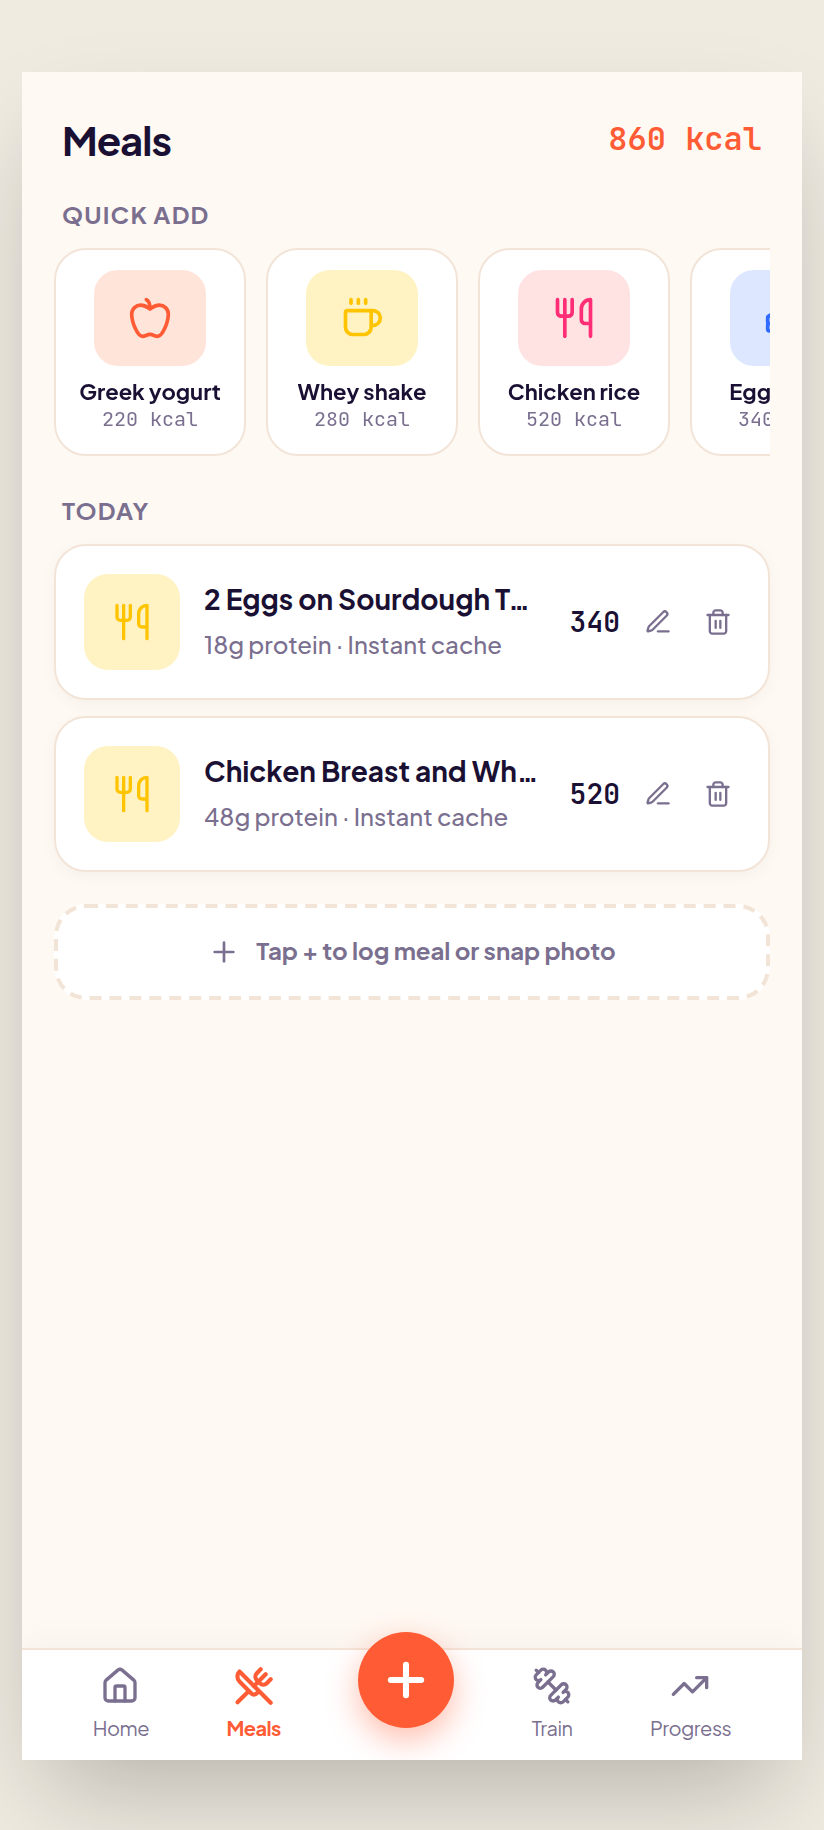 Meals
860 kcal
QUICK ADD
Greek yogurt
220 kcal
Whey shake
280 kcal
Chicken rice
520 kcal
Egg
340
TODAY
2 Eggs on Sourdough T...
18g protein · Instant cache
340
Chicken Breast and Wh...
48g protein · Instant cache
520
Tap + to log meal or snap photo
Home
Meals
Train
Progress